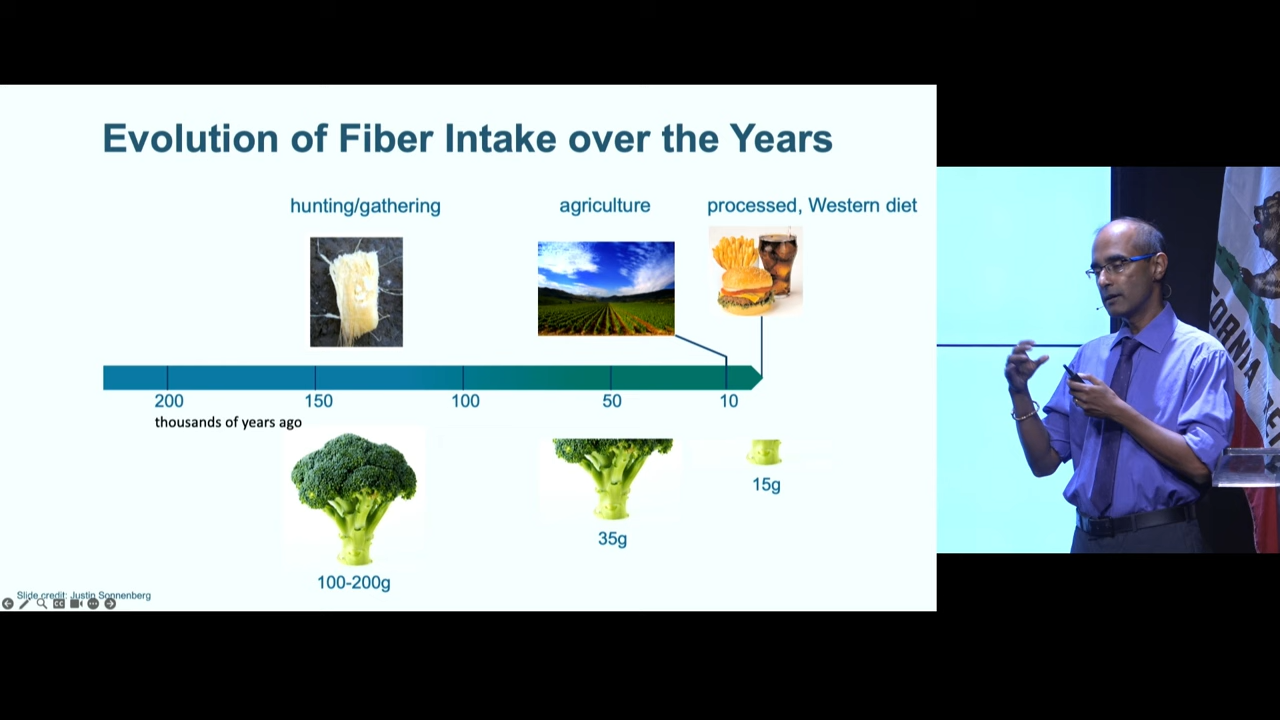 Evolution of Fiber Intake over the Years
hunting/gathering
agriculture
processed, Western diet
200
150
100
50
10
thousands of years ago
15g
35g
100-200g
Slide credit: Justin Sonnenberg